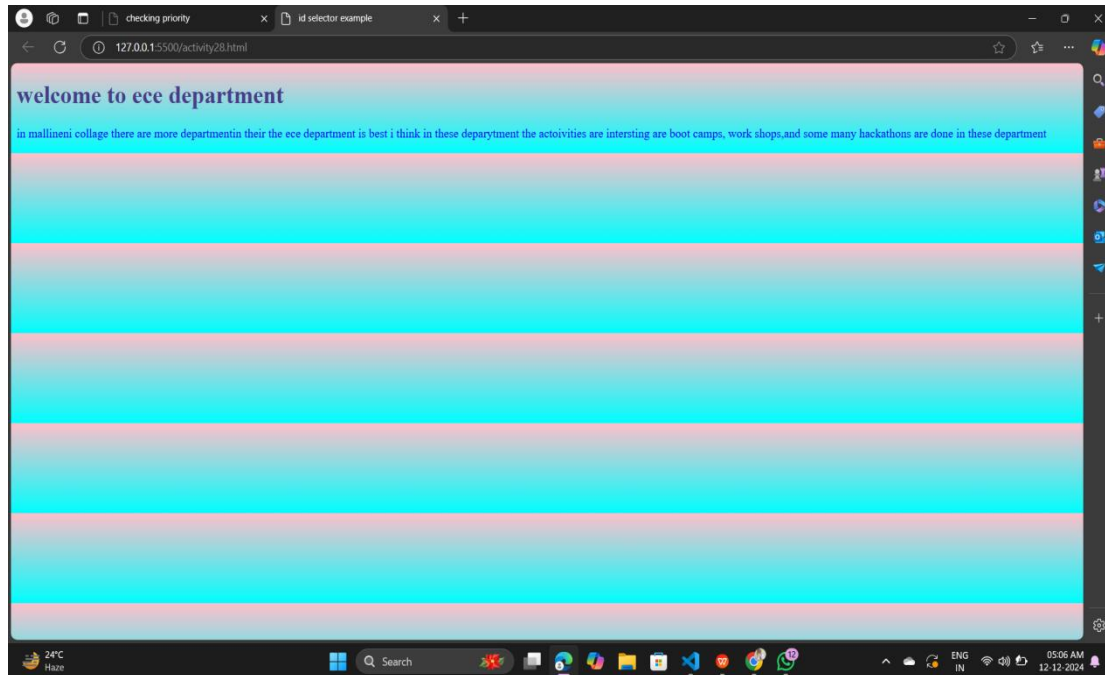 checking priority
id selector example
127.0.0.1:5500/activity28.html
welcome to ece department
in mallineni collage there are more departmentin their the ece department is best i think in these deparytment the actoivities are intersting are boot camps, work shops,and some many hackathons are done in these department
24°C
Haze
Search
12
ENG
IN
05:06 AM
12-12-2024